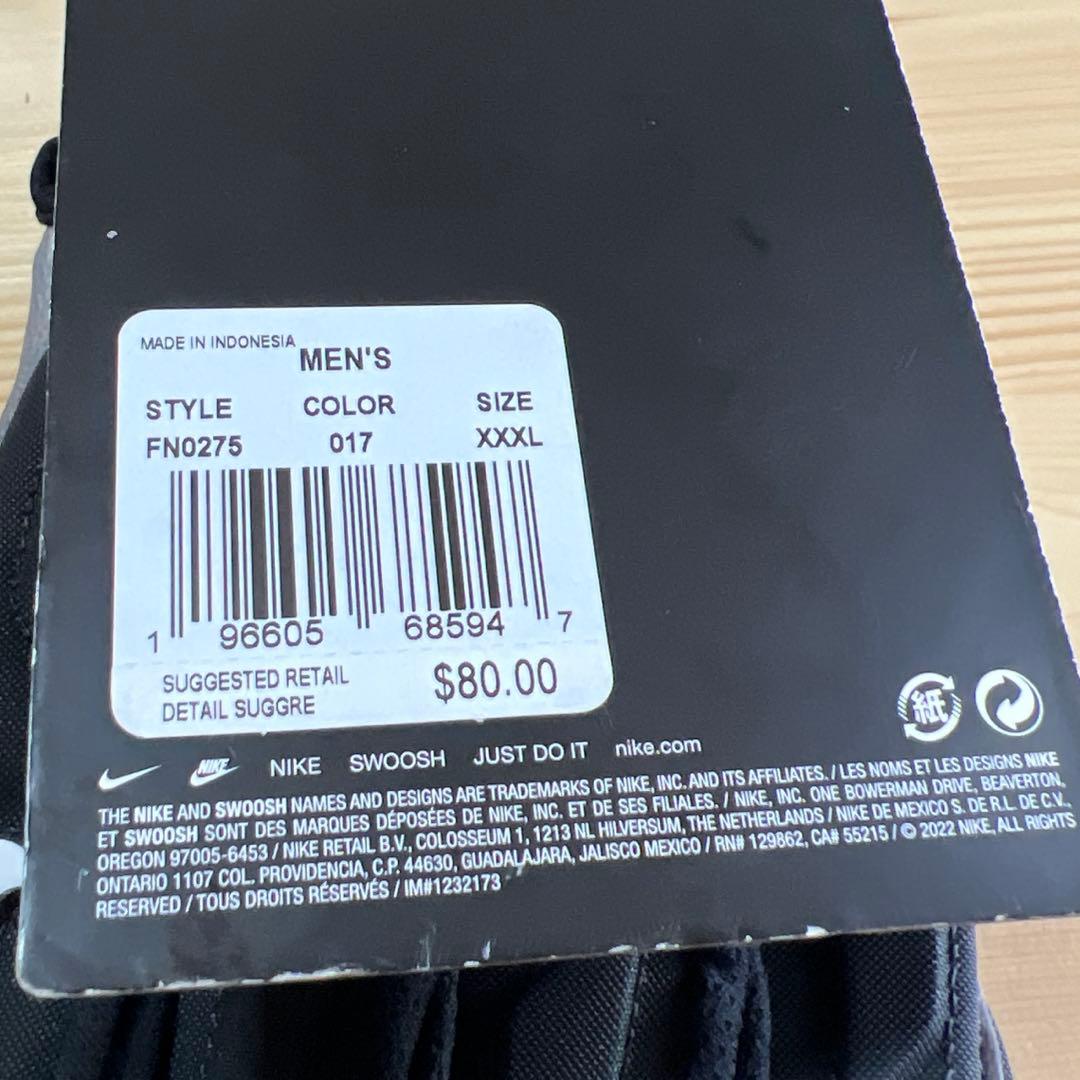 MADE IN INDONESIA
MEN'S
STYLE COLOR SIZE
FN0275 017 XXXL
1 96605 68594 7
SUGGESTED RETAIL $80.00
DETAIL SUGGRE
紙
NIKE NIKE SWOOSH JUST DO IT nike.com
THE NIKE AND SWOOSH NAMES AND DESIGNS ARE TRADEMARKS OF NIKE, INC. AND ITS AFFILIATES. / LES NOMS ET LES DESIGNS NIKE
ET SWOOSH SONT DES MARQUES DÉPOSÉES DE NIKE, INC. ET DE SES FILIALES. / NIKE, INC. ONE BOWERMAN DRIVE, BEAVERTON,
OREGON 97005-6453 / NIKE RETAIL B.V., COLOSSEUM 1, 1213 NL HILVERSUM, THE NETHERLANDS / NIKE DE MEXICO S. DE R.L. DE C.V.,
ONTARIO 1107 COL. PROVIDENCIA, C.P. 44630, GUADALAJARA, JALISCO MEXICO / RN# 129862, CA# 55215 / © 2022 NIKE, ALL RIGHTS
RESERVED / TOUS DROITS RÉSERVÉS / IM#1232173